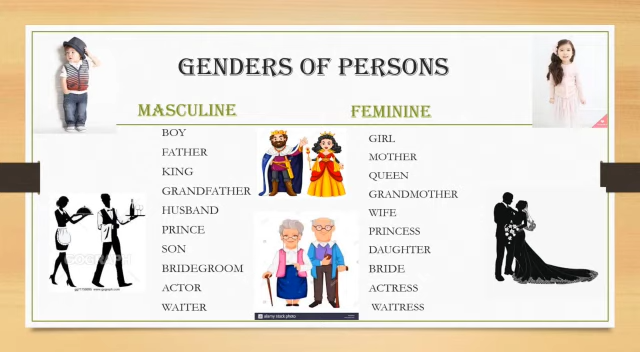 GENDERS OF PERSONS
MASCULINE
BOY
FATHER
KING
GRANDFATHER
HUSBAND
PRINCE
SON
BRIDEGROOM
ACTOR
WAITER
FEMININE
GIRL
MOTHER
QUEEN
GRANDMOTHER
WIFE
PRINCESS
DAUGHTER
BRIDE
ACTRESS
WAITRESS
alamy stock photo